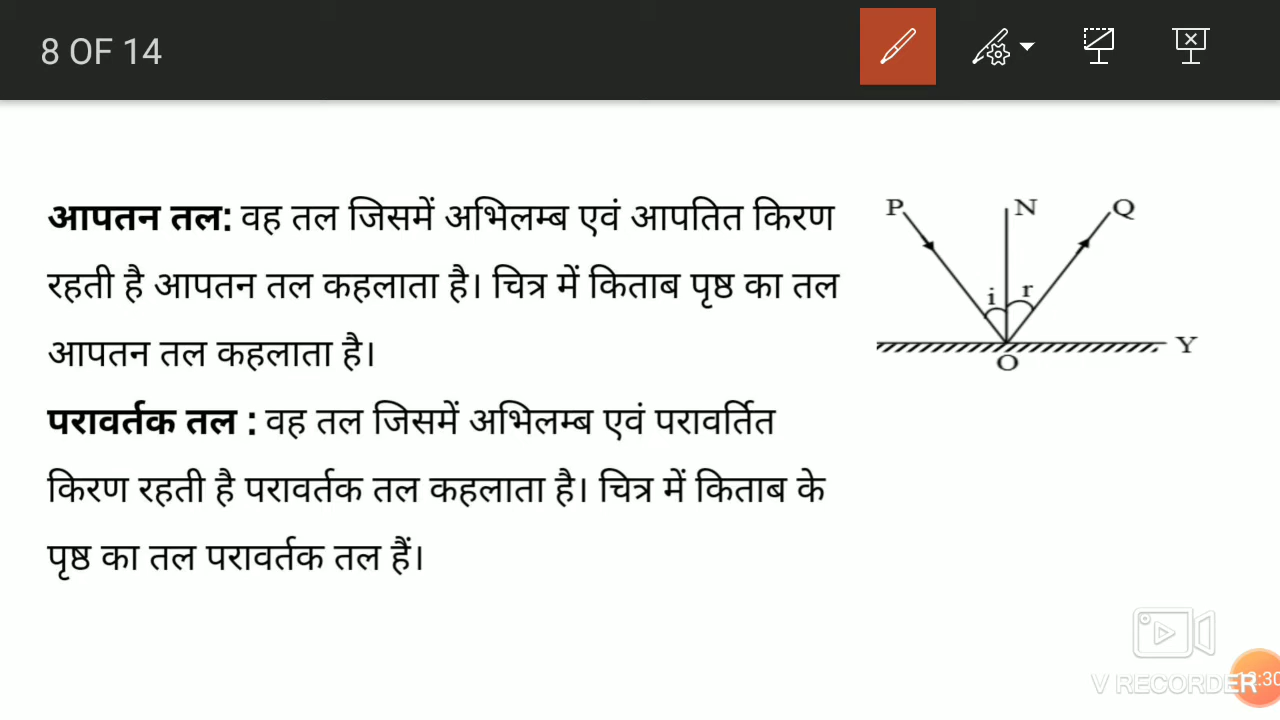 8 OF 14
आपतन तल: वह तल जिसमें अभिलम्ब एवं आपतित किरण
रहती है आपतन तल कहलाता है। चित्र में किताब पृष्ठ का तल
आपतन तल कहलाता है।
परावर्तक तल : वह तल जिसमें अभिलम्ब एवं परावर्तित
किरण रहती है परावर्तक तल कहलाता है। चित्र में किताब के
पृष्ठ का तल परावर्तक तल हैं।
P N Q
i r
Y
O
V RECORDER